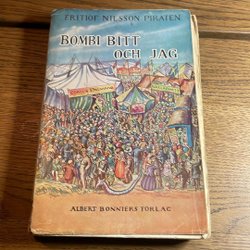 FRITIOF NILSSON PIRATEN
BOMBI BITT
OCH JAG
ALBERT BONNIERS FÖRLAG